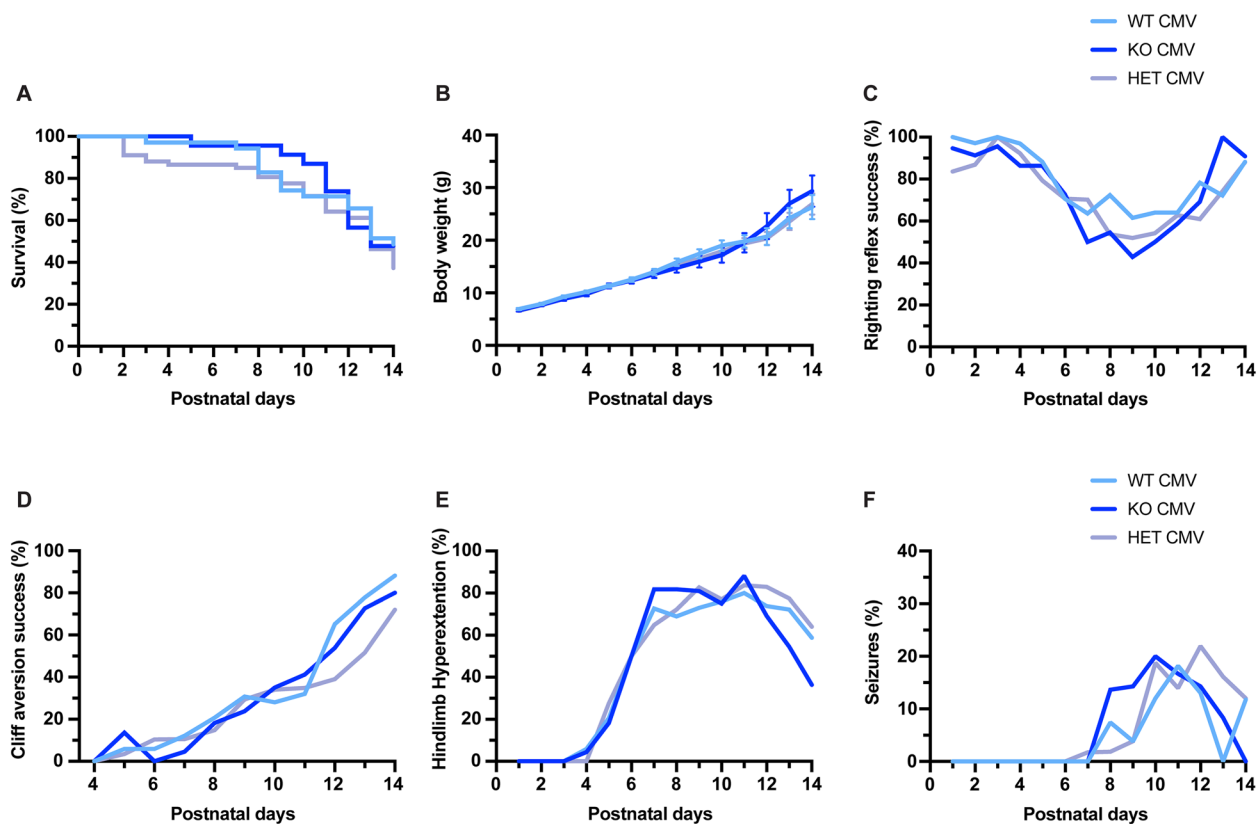 WT CMV
KO CMV
HET CMV
A
B
C
Survival (%)
100
80
60
40
20
0
0 2 4 6 8 10 12 14
Postnatal days
Body weight (g)
40
30
20
10
0
0 2 4 6 8 10 12 14
Postnatal days
Righting reflex success (%)
100
80
60
40
20
0
0 2 4 6 8 10 12 14
Postnatal days
WT CMV
KO CMV
HET CMV
D
E
F
Cliff aversion success (%)
100
80
60
40
20
0
4 6 8 10 12 14
Postnatal days
Hindlimb Hyperextention (%)
100
80
60
40
20
0
0 2 4 6 8 10 12 14
Postnatal days
Seizures (%)
40
30
20
10
0
0 2 4 6 8 10 12 14
Postnatal days